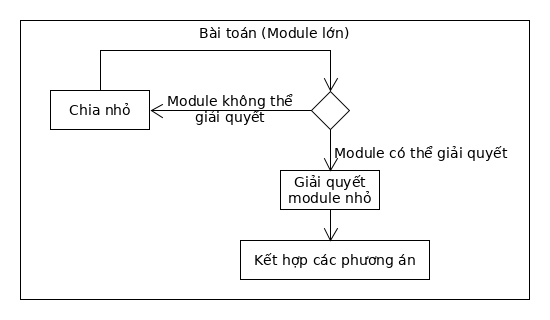 Bài toán (Module lớn)
Chia nhỏ
Module không thể
giải quyết
Module có thể giải quyết
Giải quyết
module nhỏ
Kết hợp các phương án